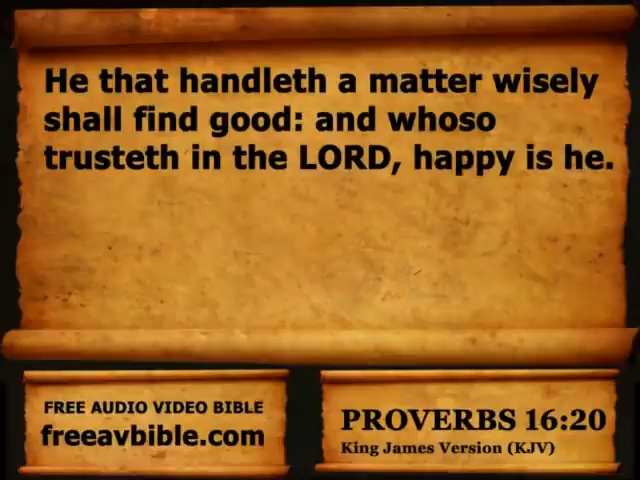 He that handleth a matter wisely
shall find good: and whoso
trusteth in the LORD, happy is he.
FREE AUDIO VIDEO BIBLE
freeavbible.com
PROVERBS 16:20
King James Version (KJV)